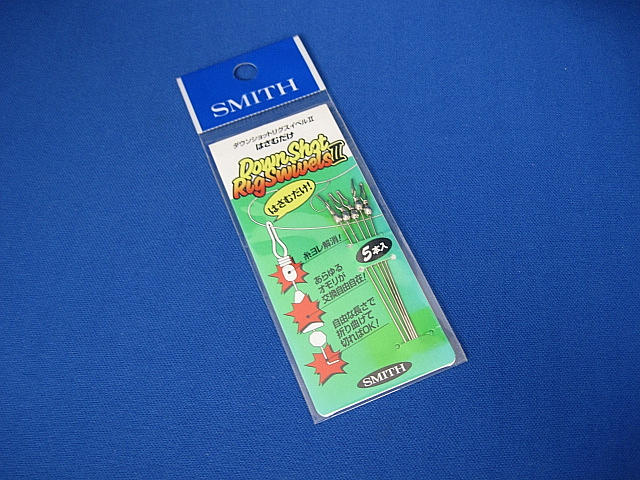 SMITH
ダウンショットリグスイベルII
はさむだけ
Down Shot
Rig Swivels II
はさむだけ!
糸ヨレ解消!
5本入
あらゆる
オモリが
交換自由自在!
自由な長さで
折り曲げて
切ればOK!
SMITH